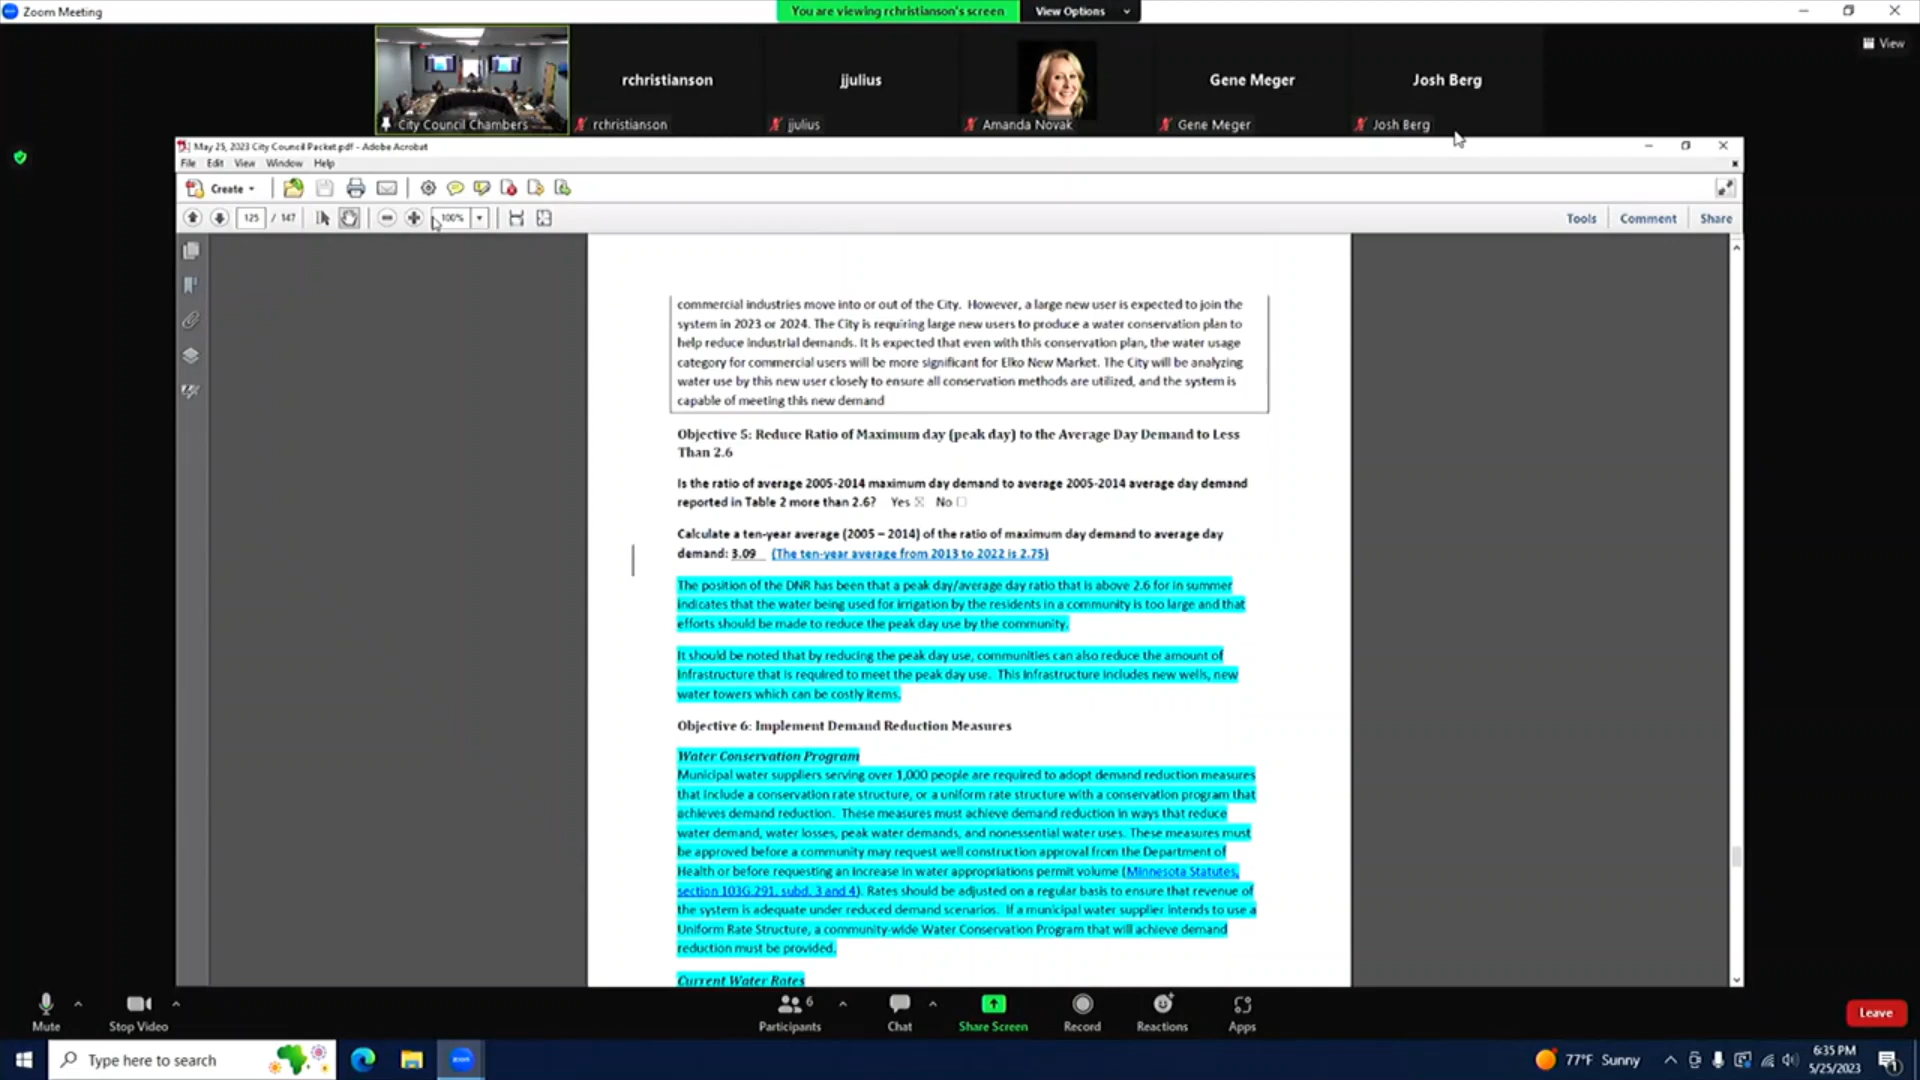 Zoom Meeting
You are viewing rchristianson's screen
View Options
View
rchristianson
jjulius
Gene Meger
Josh Berg
City Council Chambers
rchristianson
jjulius
Amanda Novak
Gene Meger
Josh Berg
May 25, 2023 City Council Packet.pdf - Adobe Acrobat
File Edit View Window Help
Create
125 / 147
100%
Tools
Comment
Share
commercial industries move into or out of the City. However, a large new user is expected to join the
system in 2023 or 2024. The City is requiring large new users to produce a water conservation plan to
help reduce industrial demands. It is expected that even with this conservation plan, the water usage
category for commercial users will be more significant for Elko New Market. The City will be analyzing
water use by this new user closely to ensure all conservation methods are utilized, and the system is
capable of meeting this new demand
Objective 5: Reduce Ratio of Maximum day (peak day) to the Average Day Demand to Less
Than 2.6
Is the ratio of average 2005-2014 maximum day demand to average 2005-2014 average day demand
reported in Table 2 more than 2.6? Yes ☒ No ☐
Calculate a ten-year average (2005 – 2014) of the ratio of maximum day demand to average day
demand: 3.09 (The ten-year average from 2013 to 2022 is 2.75)
The position of the DNR has been that a peak day/average day ratio that is above 2.6 for in summer
indicates that the water being used for irrigation by the residents in a community is too large and that
efforts should be made to reduce the peak day use by the community.
It should be noted that by reducing the peak day use, communities can also reduce the amount of
infrastructure that is required to meet the peak day use. This infrastructure includes new wells, new
water towers which can be costly items.
Objective 6: Implement Demand Reduction Measures
Water Conservation Program
Municipal water suppliers serving over 1,000 people are required to adopt demand reduction measures
that include a conservation rate structure, or a uniform rate structure with a conservation program that
achieves demand reduction. These measures must achieve demand reduction in ways that reduce
water demand, water losses, peak water demands, and nonessential water uses. These measures must
be approved before a community may request well construction approval from the Department of
Health or before requesting an increase in water appropriations permit volume (Minnesota Statutes,
section 103G.291, subd. 3 and 4). Rates should be adjusted on a regular basis to ensure that revenue of
the system is adequate under reduced demand scenarios. If a municipal water supplier intends to use a
Uniform Rate Structure, a community-wide Water Conservation Program that will achieve demand
reduction must be provided.
Current Water Rates
Mute
Stop Video
Participants
6
Chat
Share Screen
Record
Reactions
Apps
Leave
Type here to search
zoom
77°F Sunny
6:35 PM
5/25/2023
1